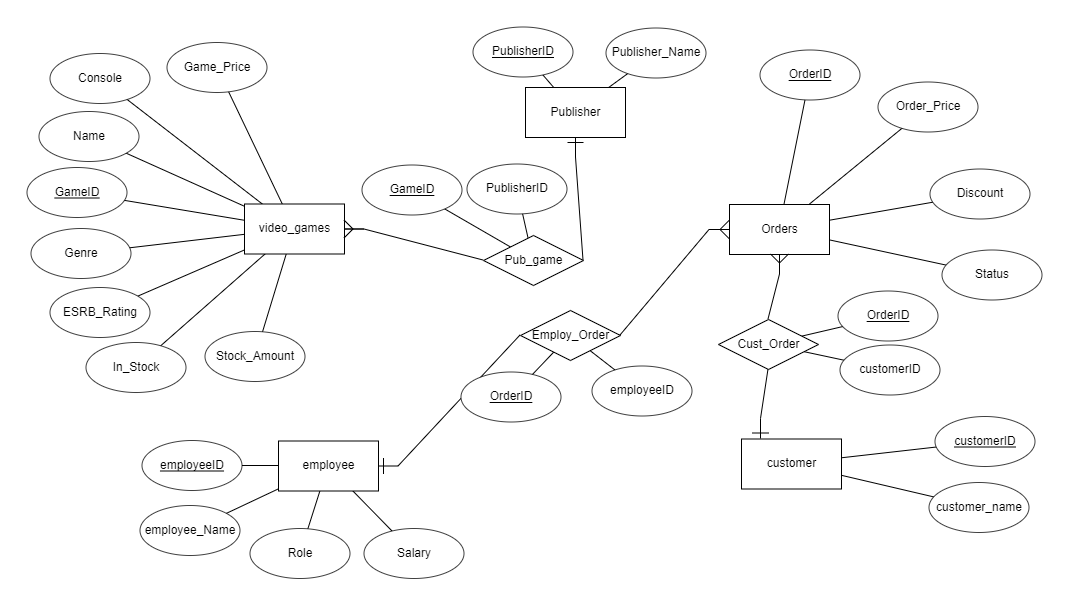 PublisherID
Publisher_Name
Game_Price
Console
OrderID
Order_Price
Publisher
Name
GameID
GameID
PublisherID
Discount
video_games
Orders
Genre
Pub_game
Status
ESRB_Rating
OrderID
Employ_Order
Cust_Order
Stock_Amount
In_Stock
customerID
OrderID
employeeID
customerID
employeeID
employee
customer
customer_name
employee_Name
Role
Salary